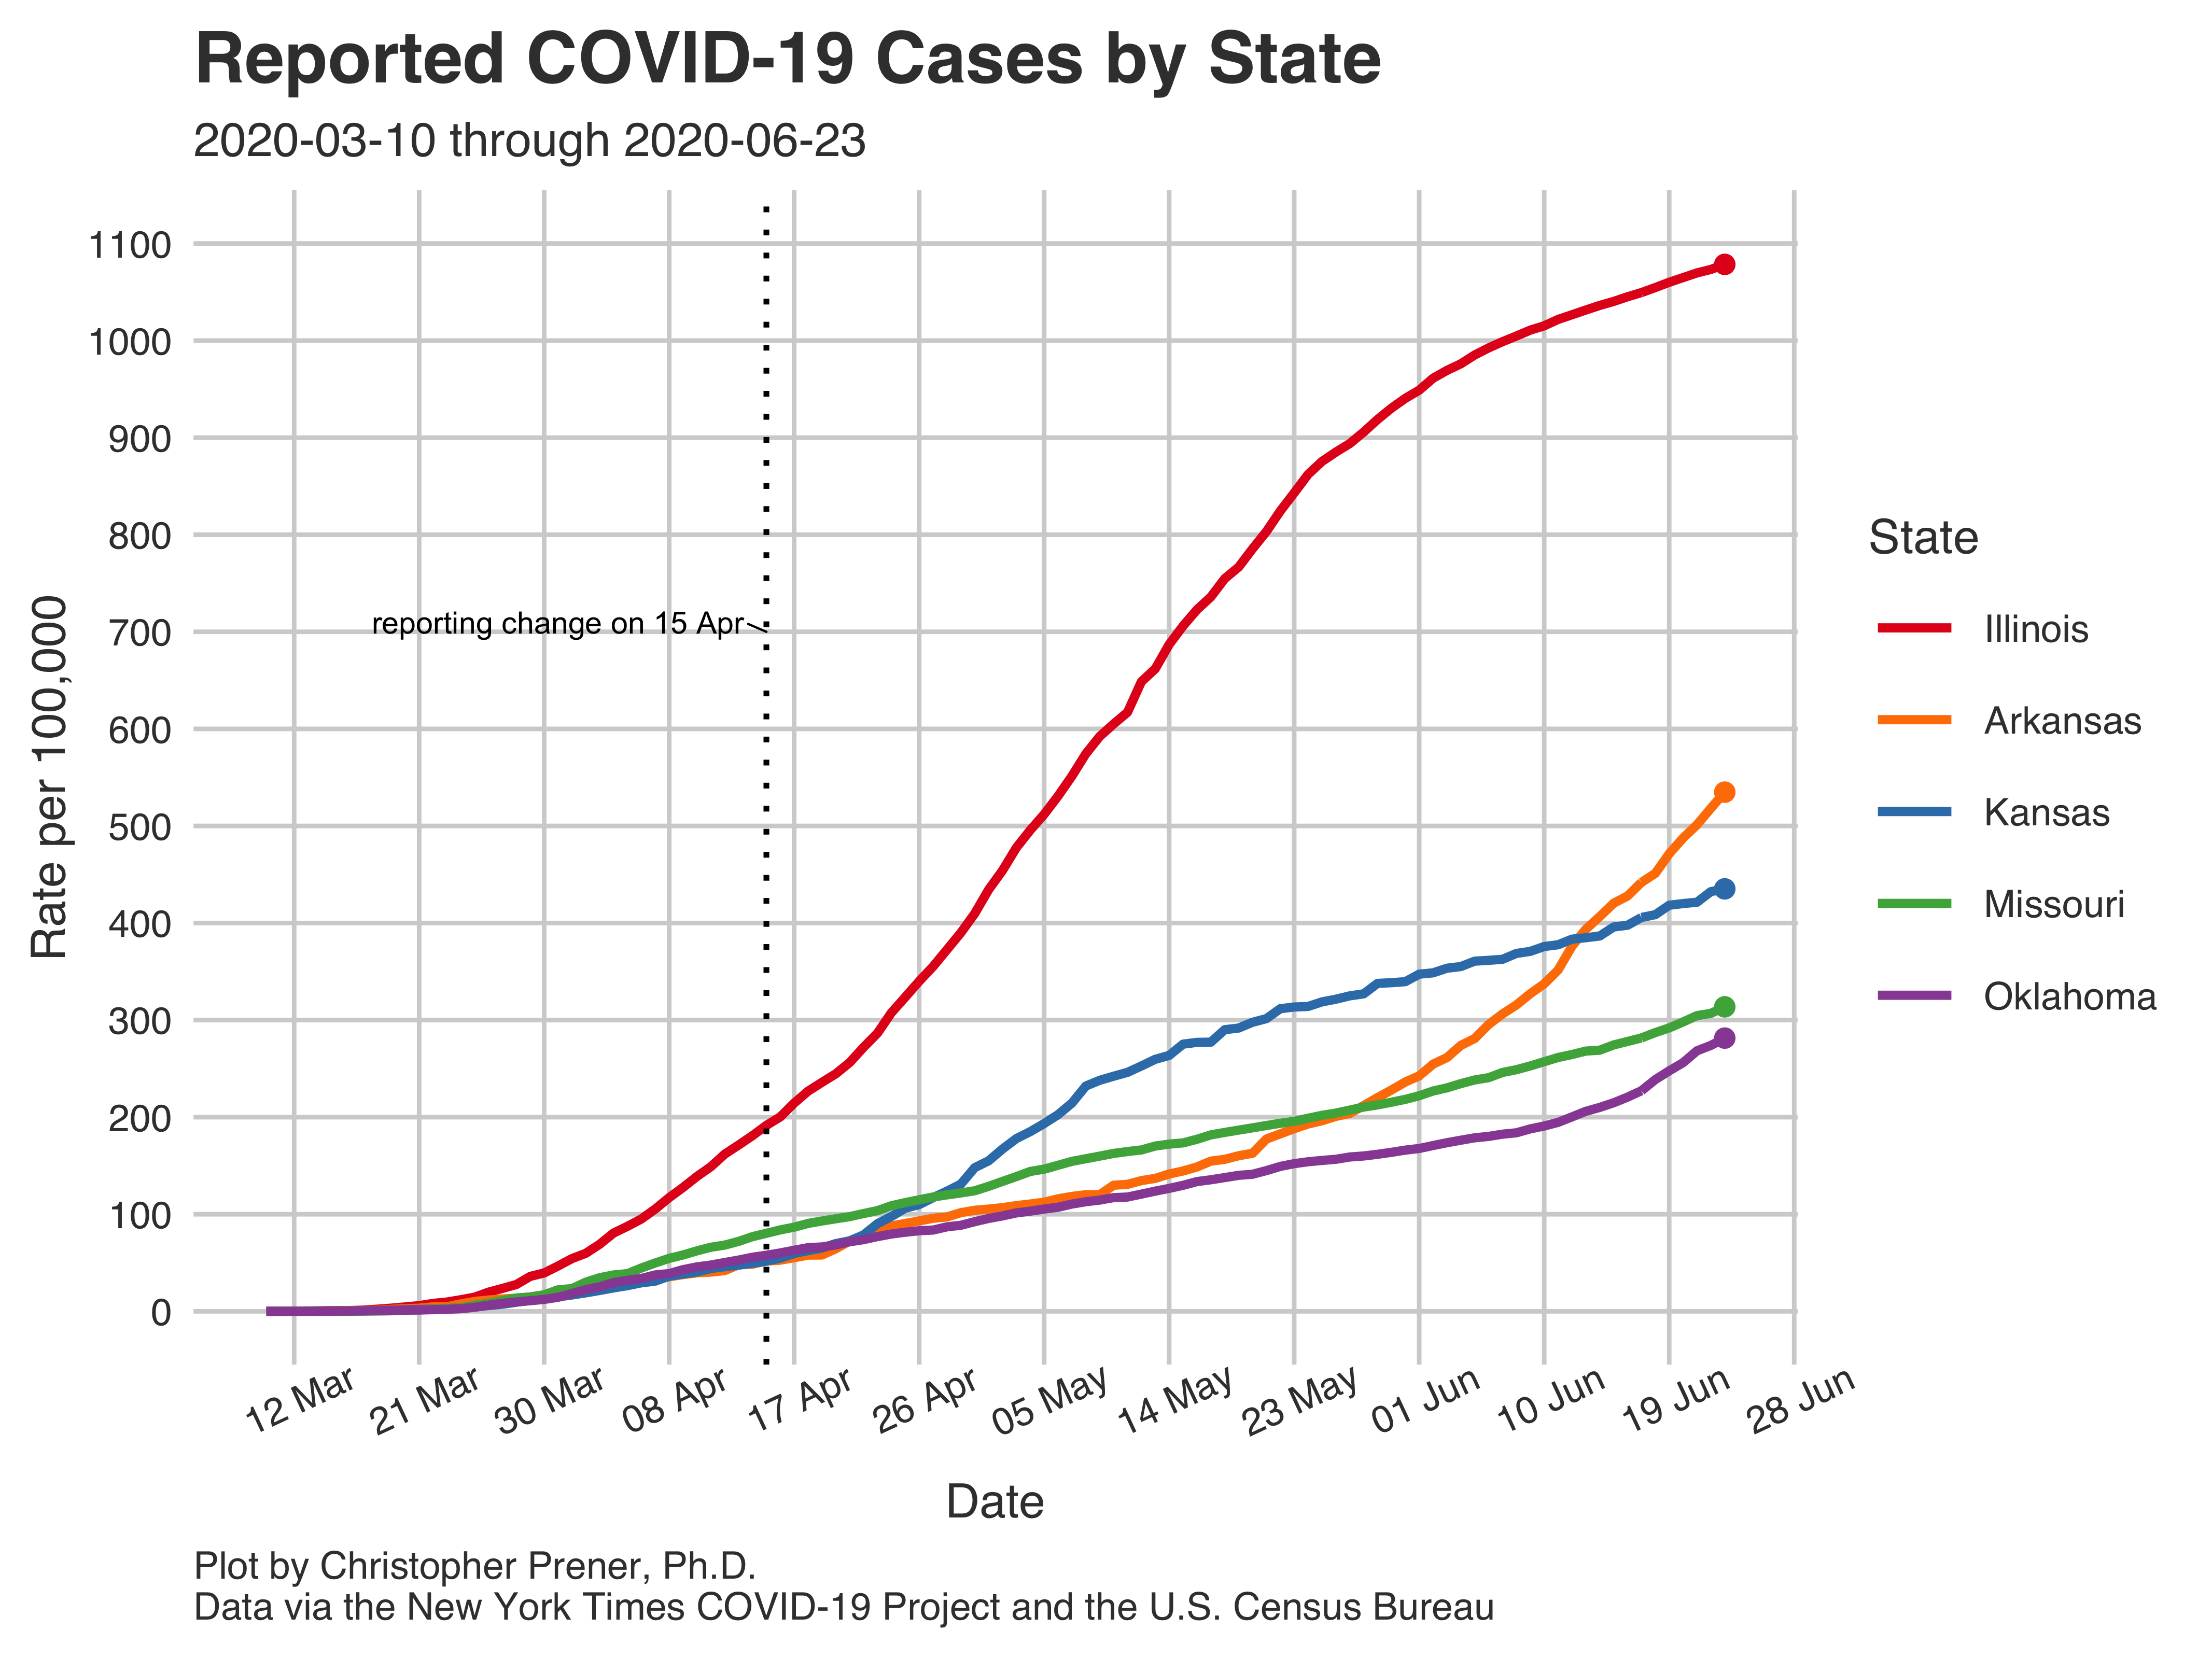 Reported COVID-19 Cases by State
2020-03-10 through 2020-06-23
Rate per 100,000
1100
1000
900
800
700
600
500
400
300
200
100
0
reporting change on 15 Apr
12 Mar
21 Mar
30 Mar
08 Apr
17 Apr
26 Apr
05 May
14 May
23 May
01 Jun
10 Jun
19 Jun
28 Jun
Date
State
Illinois
Arkansas
Kansas
Missouri
Oklahoma
Plot by Christopher Prener, Ph.D.
Data via the New York Times COVID-19 Project and the U.S. Census Bureau